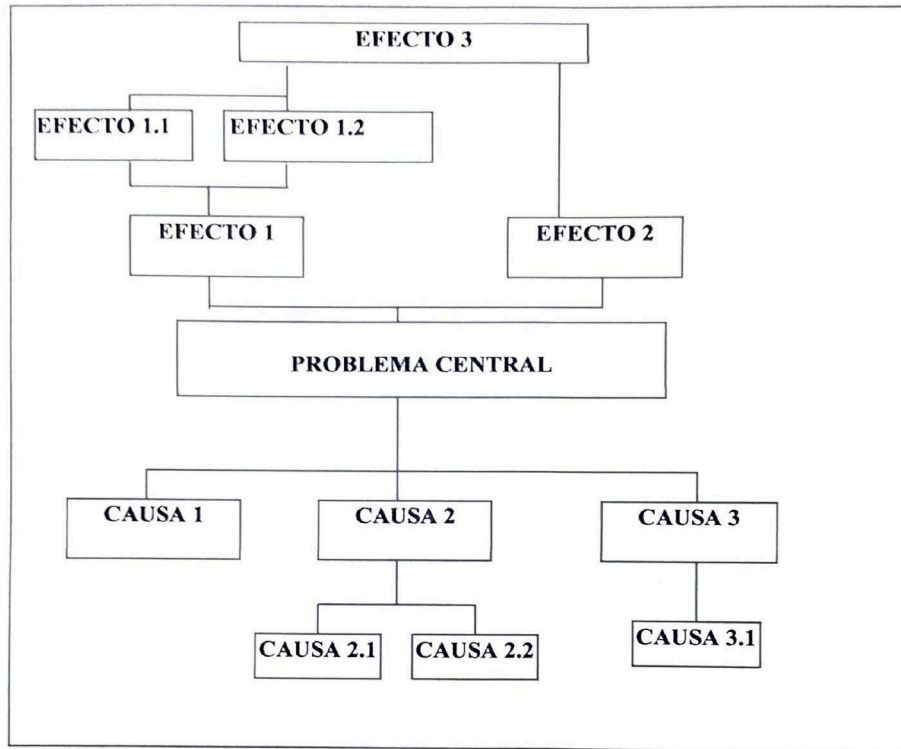 EFECTO 3
EFECTO 1.1
EFECTO 1.2
EFECTO 1
EFECTO 2
PROBLEMA CENTRAL
CAUSA 1
CAUSA 2
CAUSA 3
CAUSA 2.1
CAUSA 2.2
CAUSA 3.1